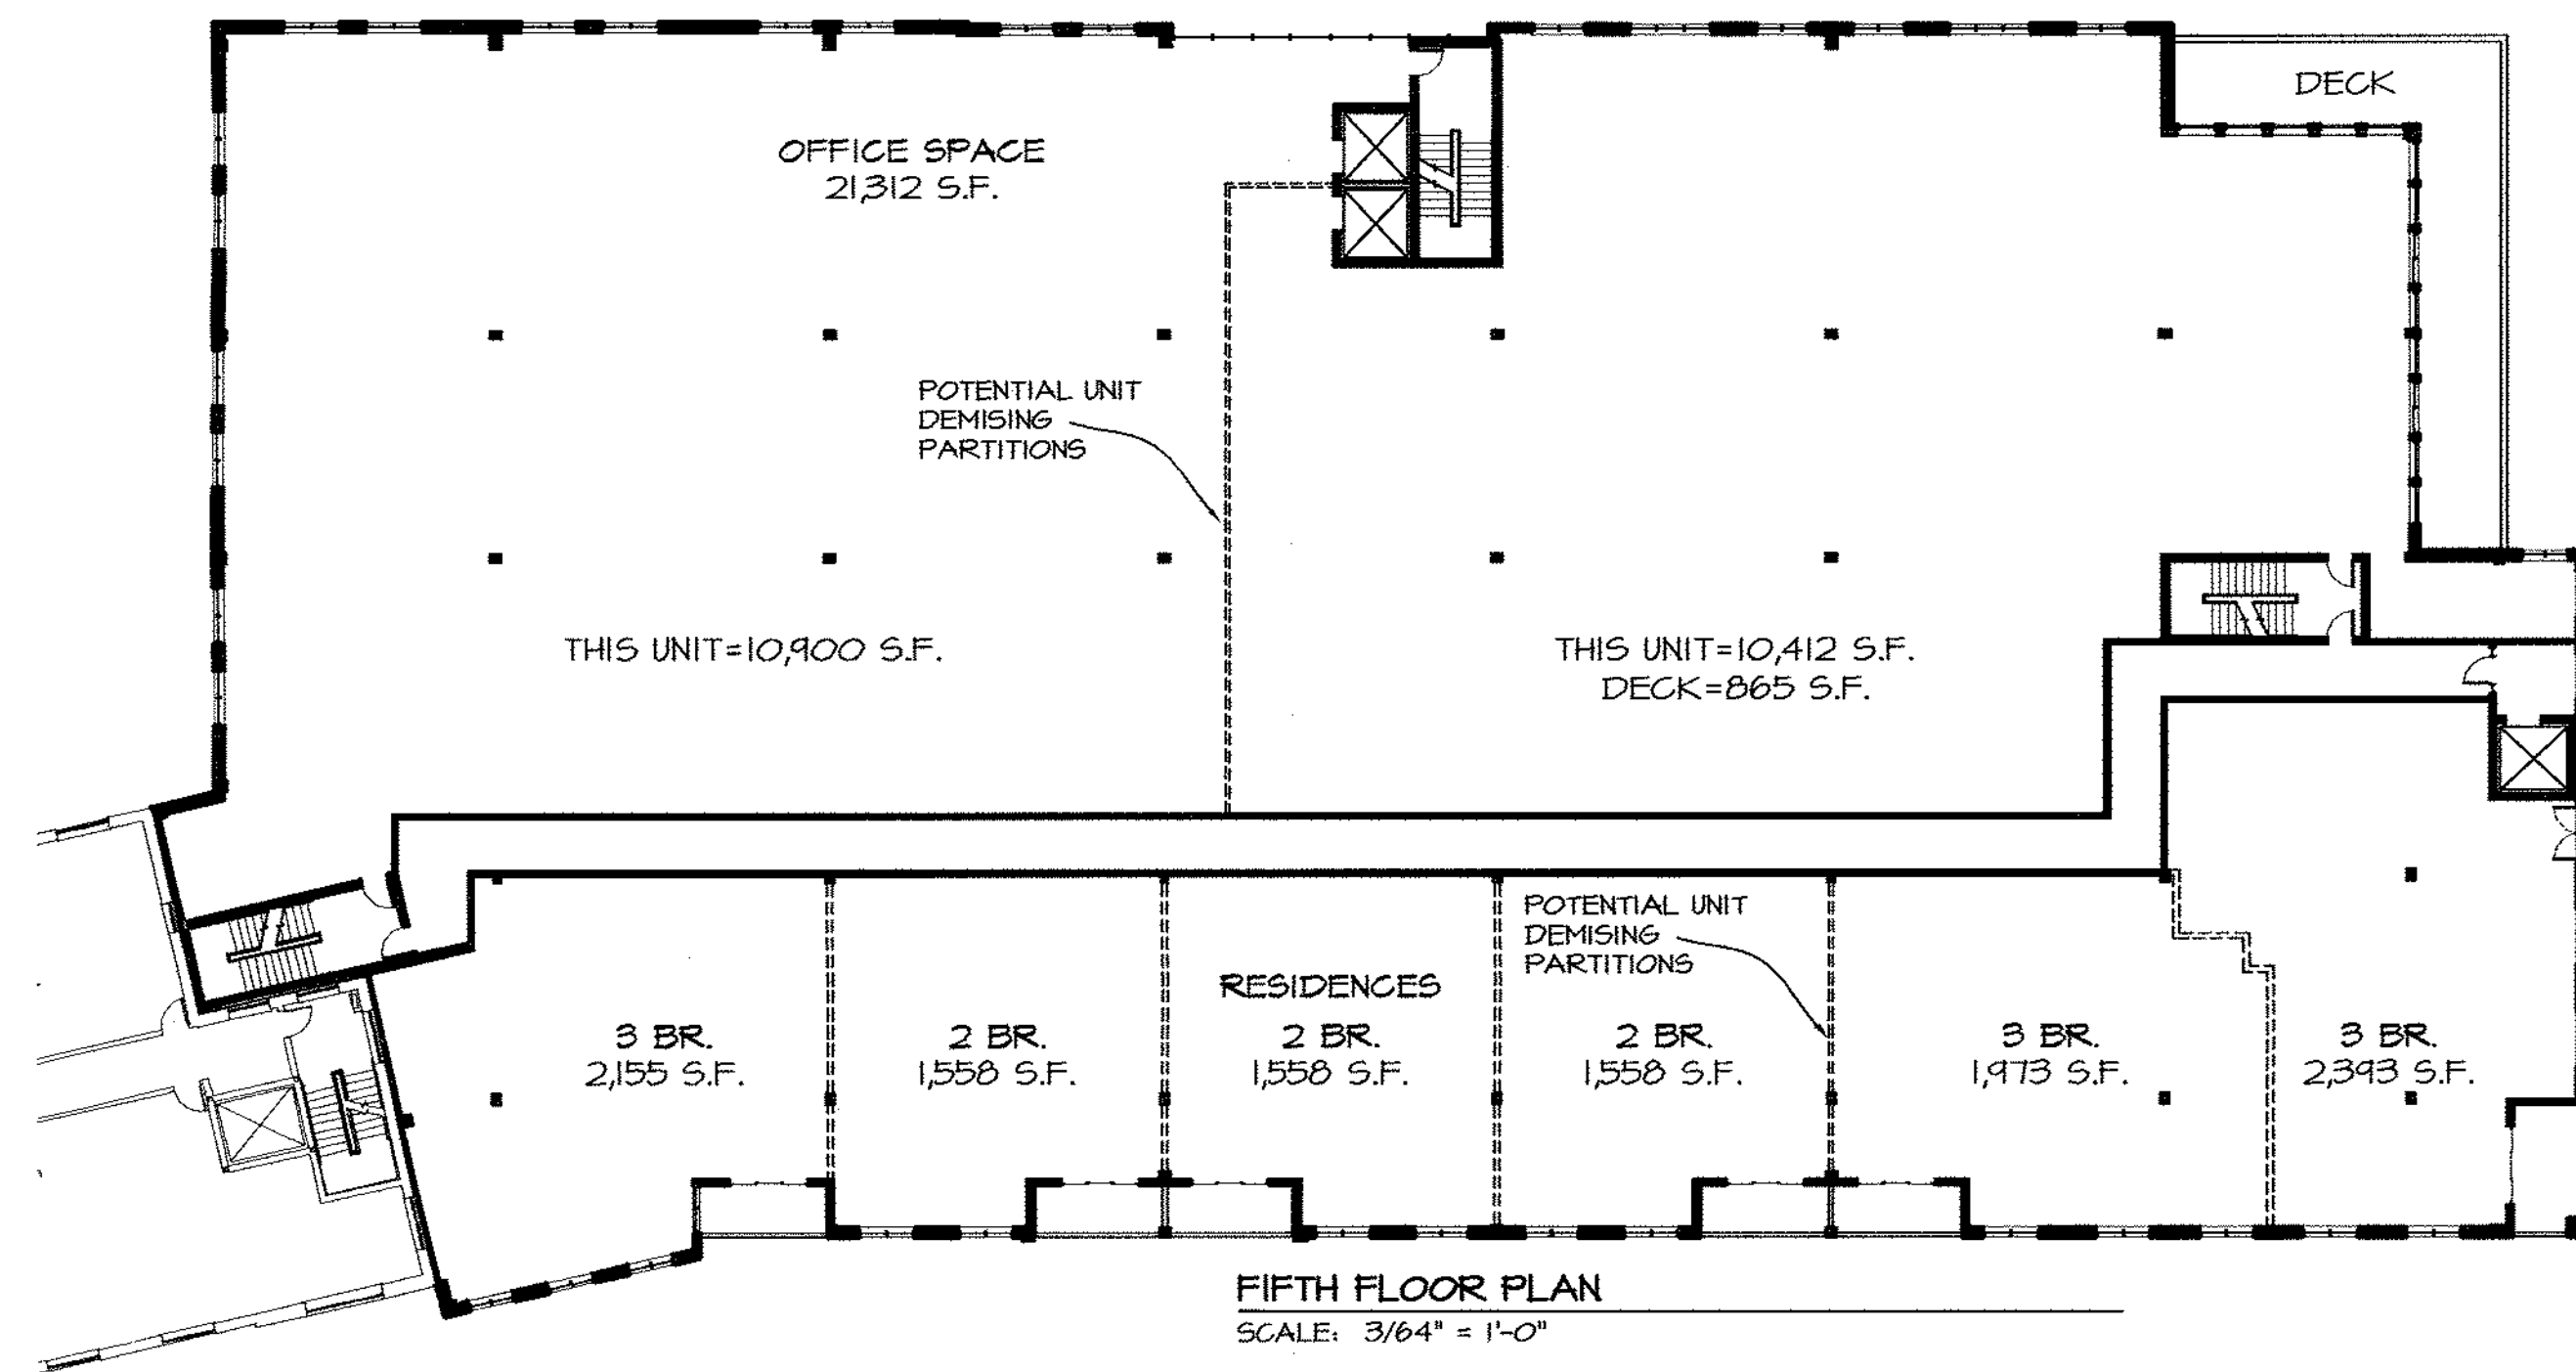 DECK
OFFICE SPACE
21,312 S.F.
POTENTIAL UNIT
DEMISING
PARTITIONS
THIS UNIT=10,900 S.F.
THIS UNIT=10,412 S.F.
DECK=865 S.F.
POTENTIAL UNIT
DEMISING
PARTITIONS
RESIDENCES
3 BR.
2,155 S.F.
2 BR.
1,558 S.F.
2 BR.
1,558 S.F.
2 BR.
1,558 S.F.
3 BR.
1,973 S.F.
3 BR.
2,393 S.F.
FIFTH FLOOR PLAN
SCALE: 3/64" = 1'-0"